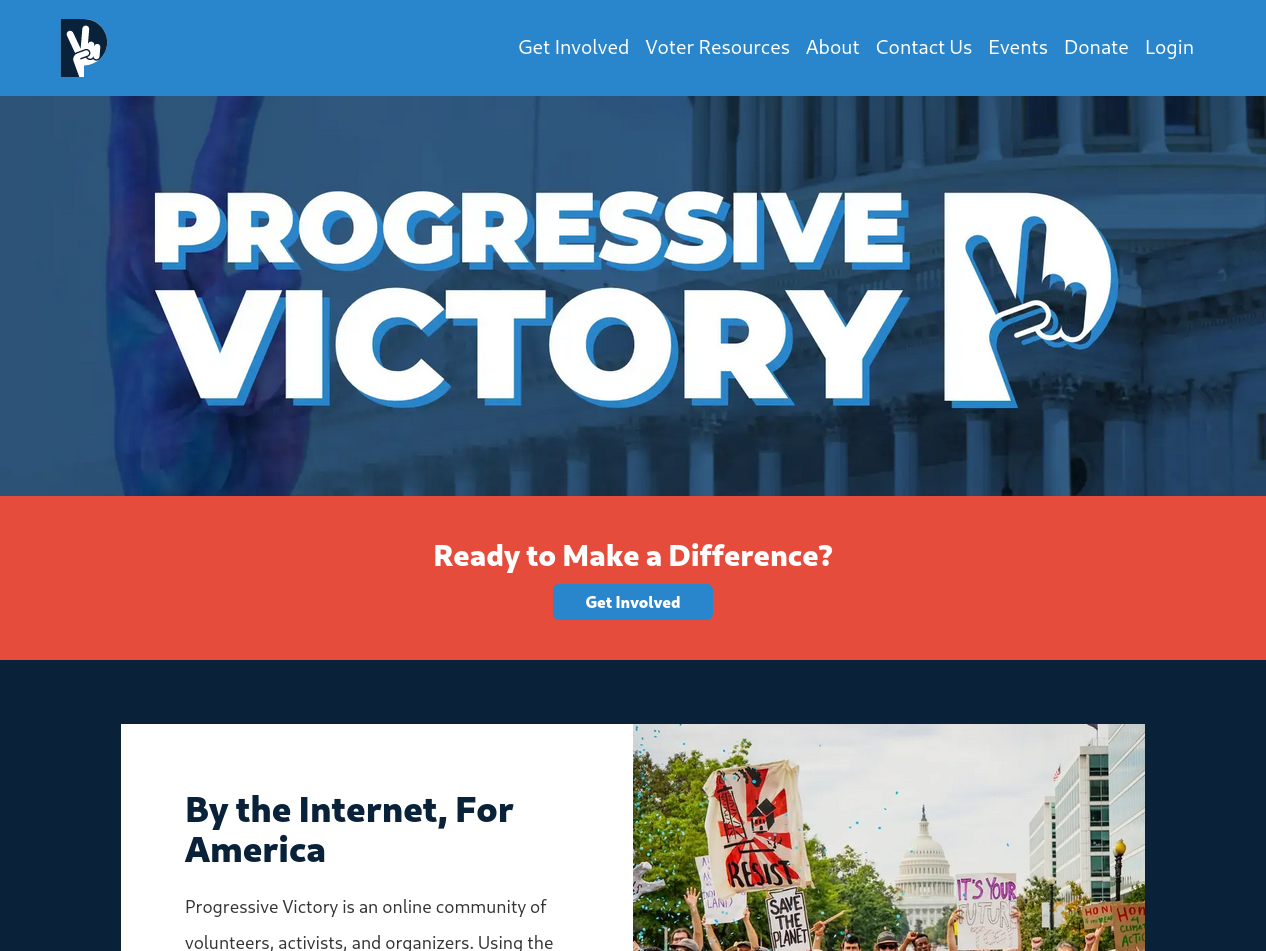 Get Involved Voter Resources About Contact Us Events Donate Login
PROGRESSIVE
VICTORY
Ready to Make a Difference?
Get Involved
By the Internet, For
America
Progressive Victory is an online community of
volunteers, activists, and organizers. Using the
RESIST
SAVE
THE
PLANET
IT'S YOUR
FUTURE